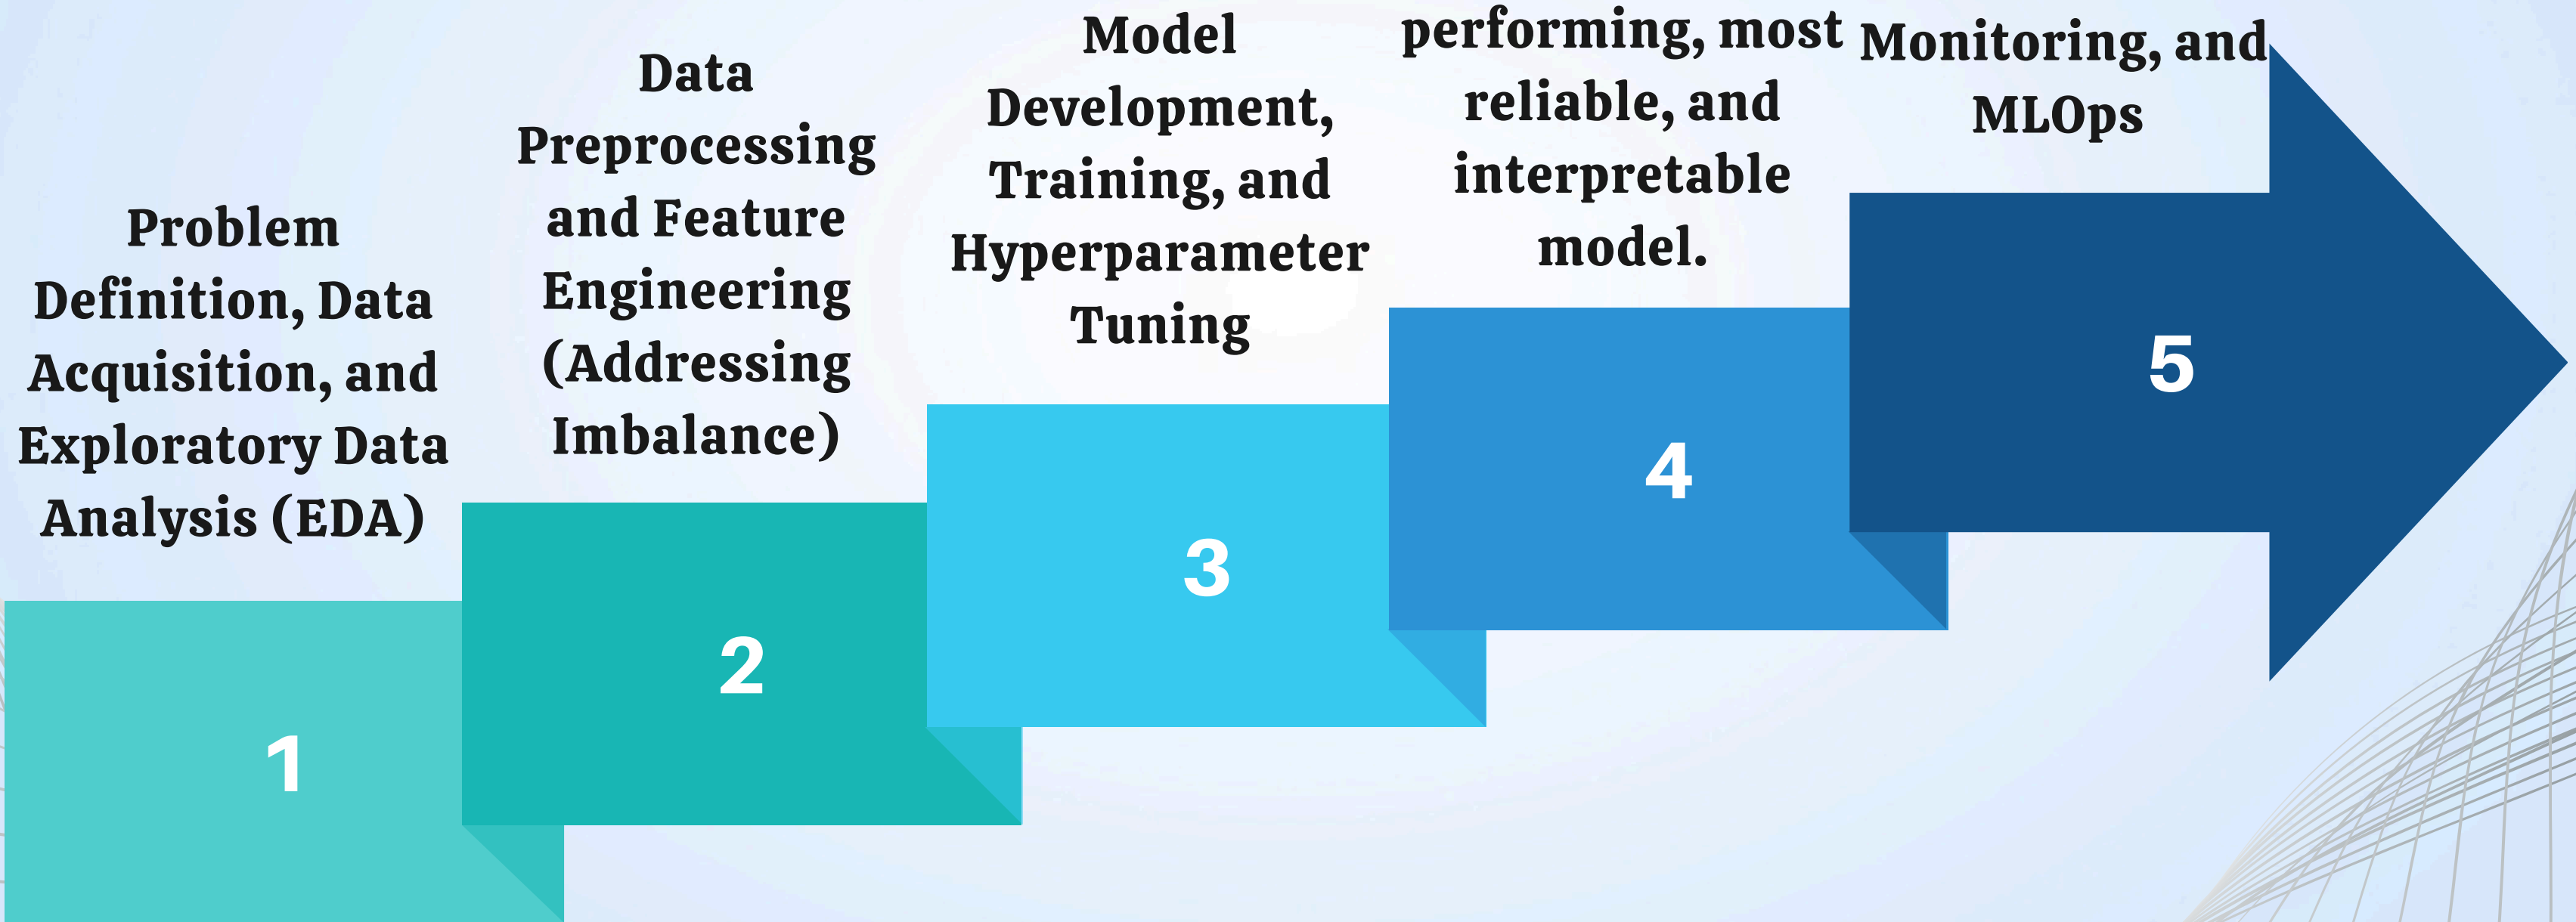 Problem
Definition, Data
Acquisition, and
Exploratory Data
Analysis (EDA)
1
Data
Preprocessing
and Feature
Engineering
(Addressing
Imbalance)
2
Model
Development,
Training, and
Hyperparameter
Tuning
3
performing, most
reliable, and
interpretable
model.
4
Monitoring, and
MLOps
5